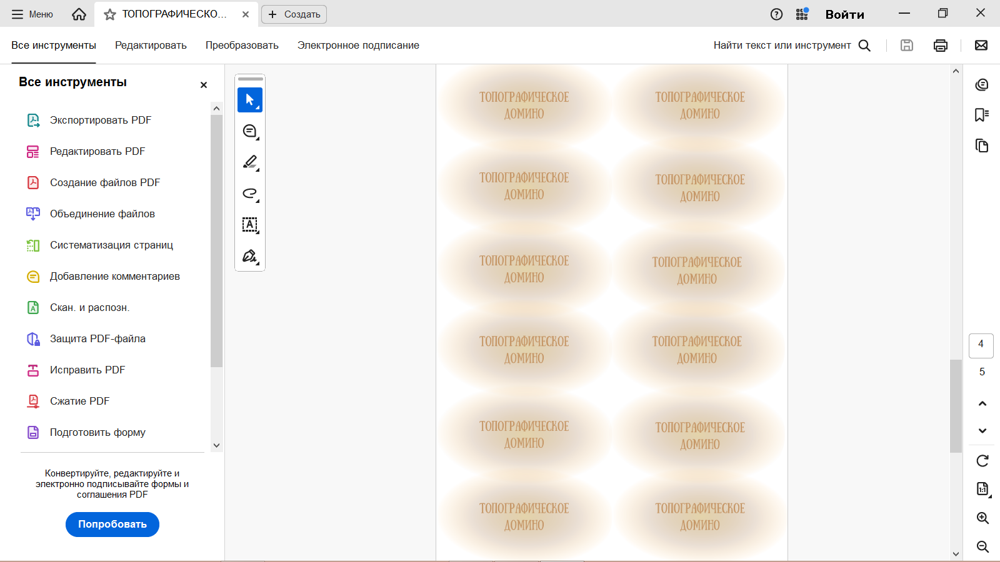 Меню
ТОПОГРАФИЧЕСКО...
Создать
Войти
Все инструменты
Редактировать
Преобразовать
Электронное подписание
Найти текст или инструмент
Все инструменты
Экспортировать PDF
Редактировать PDF
Создание файлов PDF
Объединение файлов
Систематизация страниц
Добавление комментариев
Скан. и распозн.
Защита PDF-файла
Исправить PDF
Сжатие PDF
Подготовить форму
Конвертируйте, редактируйте и
электронно подписывайте формы и
соглашения PDF
Попробовать
ТОПОГРАФИЧЕСКОЕ
ДОМИНО
ТОПОГРАФИЧЕСКОЕ
ДОМИНО
ТОПОГРАФИЧЕСКОЕ
ДОМИНО
ТОПОГРАФИЧЕСКОЕ
ДОМИНО
ТОПОГРАФИЧЕСКОЕ
ДОМИНО
ТОПОГРАФИЧЕСКОЕ
ДОМИНО
ТОПОГРАФИЧЕСКОЕ
ДОМИНО
ТОПОГРАФИЧЕСКОЕ
ДОМИНО
ТОПОГРАФИЧЕСКОЕ
ДОМИНО
ТОПОГРАФИЧЕСКОЕ
ДОМИНО
ТОПОГРАФИЧЕСКОЕ
ДОМИНО
ТОПОГРАФИЧЕСКОЕ
ДОМИНО
4
5
1:1